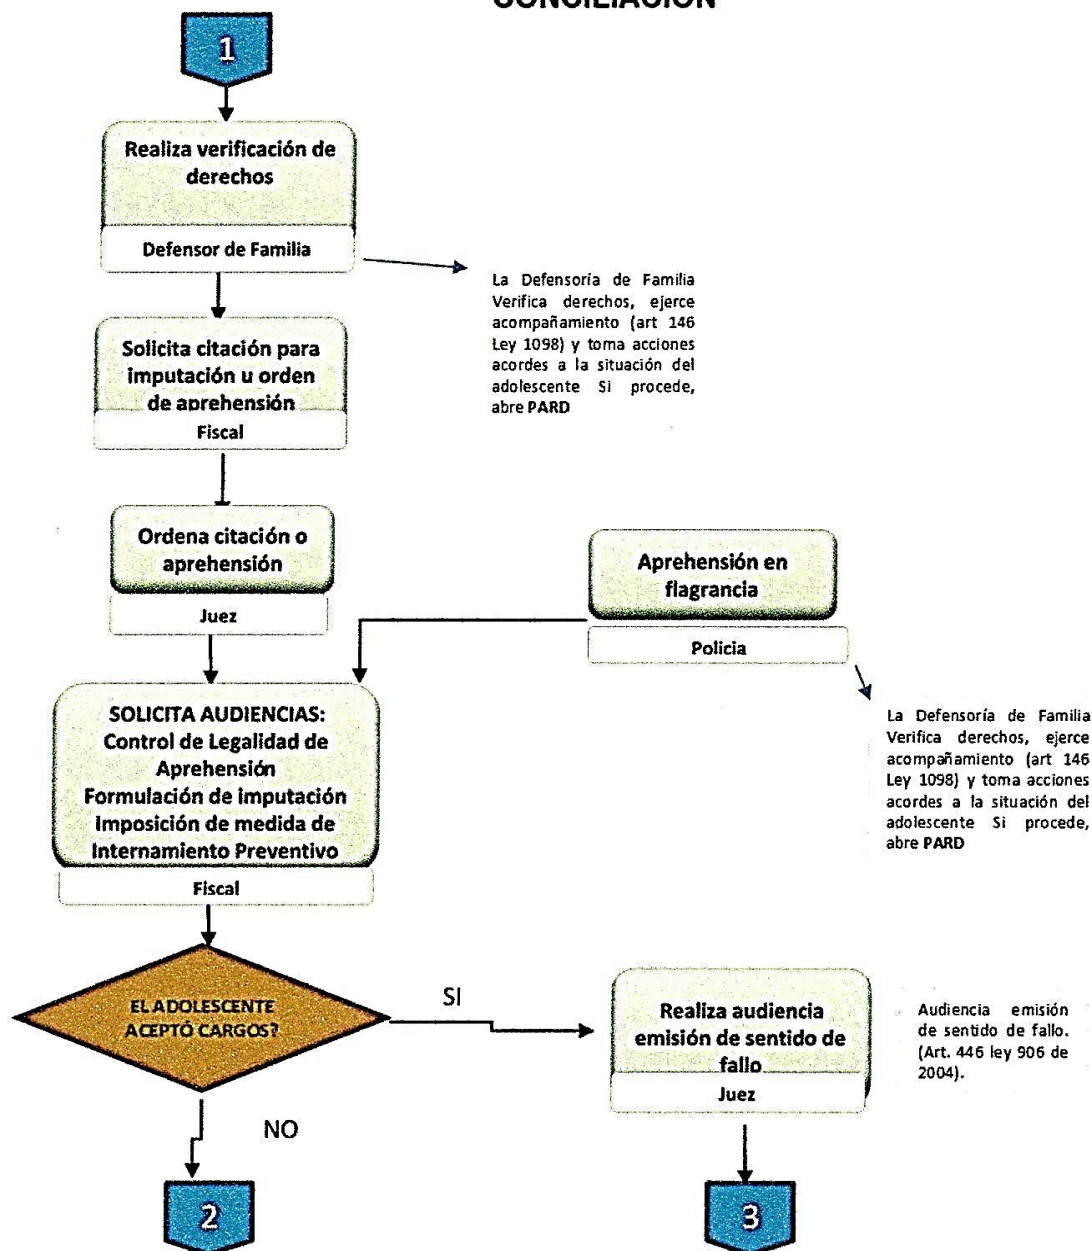 CONCILIACIÓN
1
Realiza verificación de
derechos
Defensor de Familia
La Defensoría de Familia
Verifica derechos, ejerce
acompañamiento (art 146
Ley 1098) y toma acciones
acordes a la situación del
adolescente Si procede,
abre PARD
Solicita citación para
imputación u orden
de aprehensión
Fiscal
Ordena citación o
aprehensión
Juez
Aprehensión en
flagrancia
Policia
La Defensoría de Familia
Verifica derechos, ejerce
acompañamiento (art 146
Ley 1098) y toma acciones
acordes a la situación del
adolescente Si procede,
abre PARD
SOLICITA AUDIENCIAS:
Control de Legalidad de
Aprehensión
Formulación de imputación
Imposición de medida de
Internamiento Preventivo
Fiscal
EL ADOLESCENTE
ACEPTÓ CARGOS?
SI
Realiza audiencia
emisión de sentido de
fallo
Juez
Audiencia emisión
de sentido de fallo.
(Art. 446 ley 906 de
2004).
NO
2
3